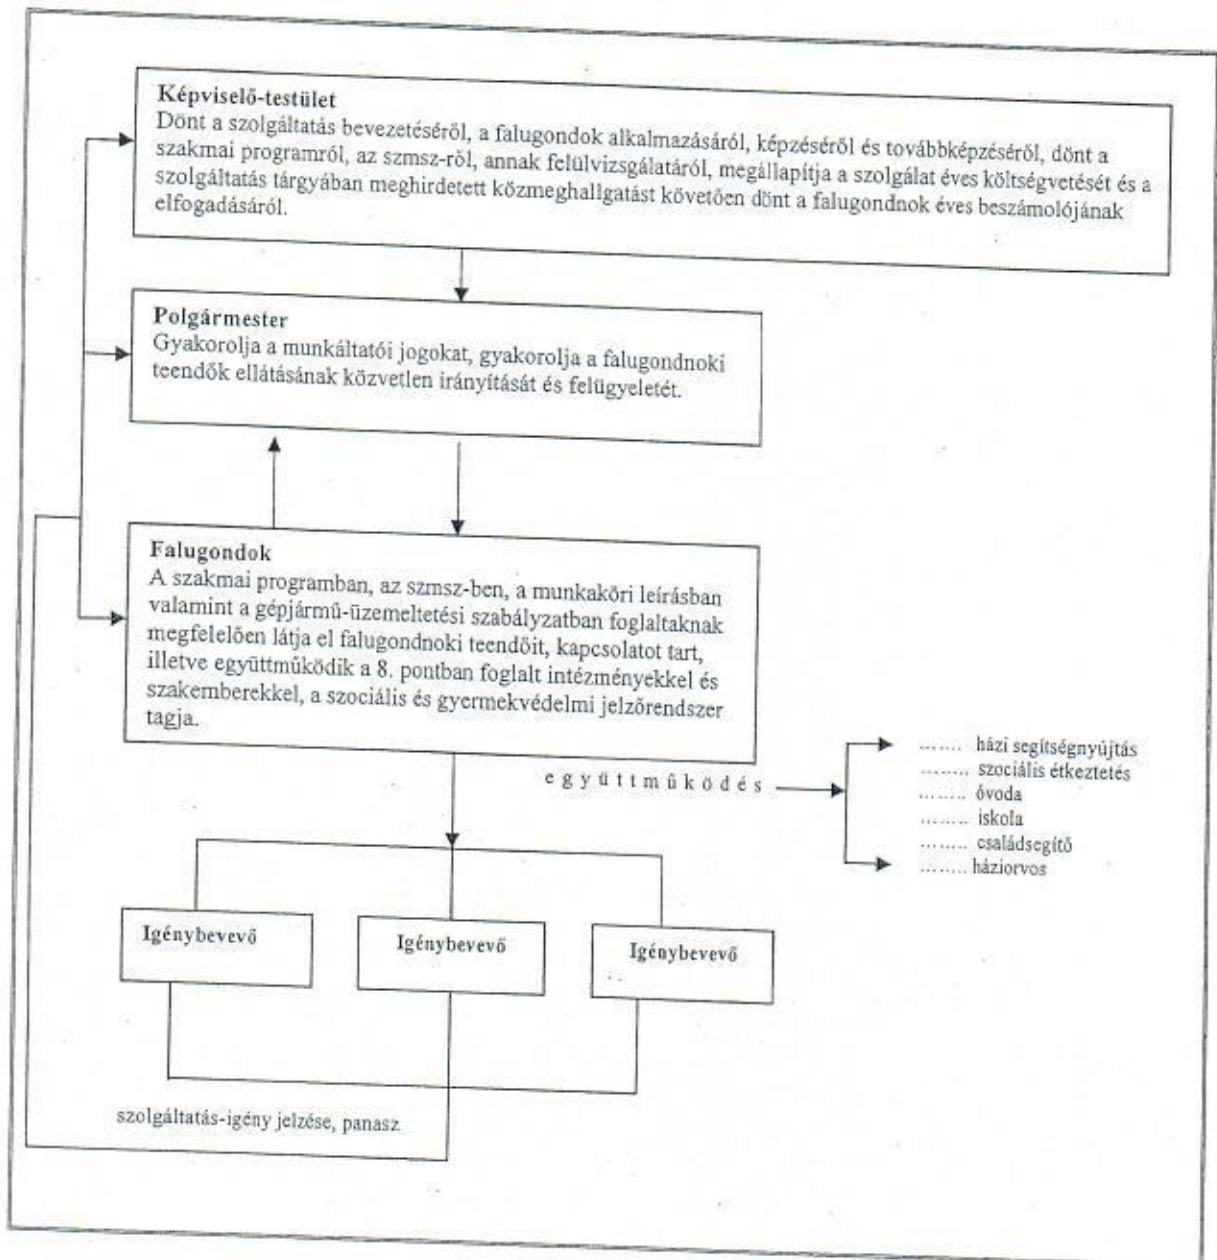 Képviselő-testület
Dönt a szolgáltatás bevezetéséről, a falugondok alkalmazásáról, képzéséről és továbbképzéséről, dönt a
szakmai programról, az szmsz-ről, annak felülvizsgálatáról, megállapítja a szolgálat éves költségvetését és a
szolgáltatás tárgyában meghirdetett közmeghallgatást követően dönt a falugondnok éves beszámolójának
elfogadásáról.
Polgármester
Gyakorolja a munkáltatói jogokat, gyakorolja a falugondnoki
teendők ellátásának közvetlen irányítását és felügyeletét.
Falugondok
A szakmai programban, az szmsz-ben, a munkaköri leírásban
valamint a gépjármű-üzemeltetési szabályzatban foglaltaknak
megfelelően látja el falugondnoki teendőit, kapcsolatot tart,
illetve együttműködik a 8. pontban foglalt intézményekkel és
szakemberekkel, a szociális és gyermekvédelmi jelzőrendszer
tagja.
együttműködés
....... házi segítségnyújtás
........ szociális étkeztetés
........ óvoda
........ iskola
........ családsegítő
........ háziorvos
Igénybevevő
Igénybevevő
Igénybevevő
szolgáltatás-igény jelzése, panasz